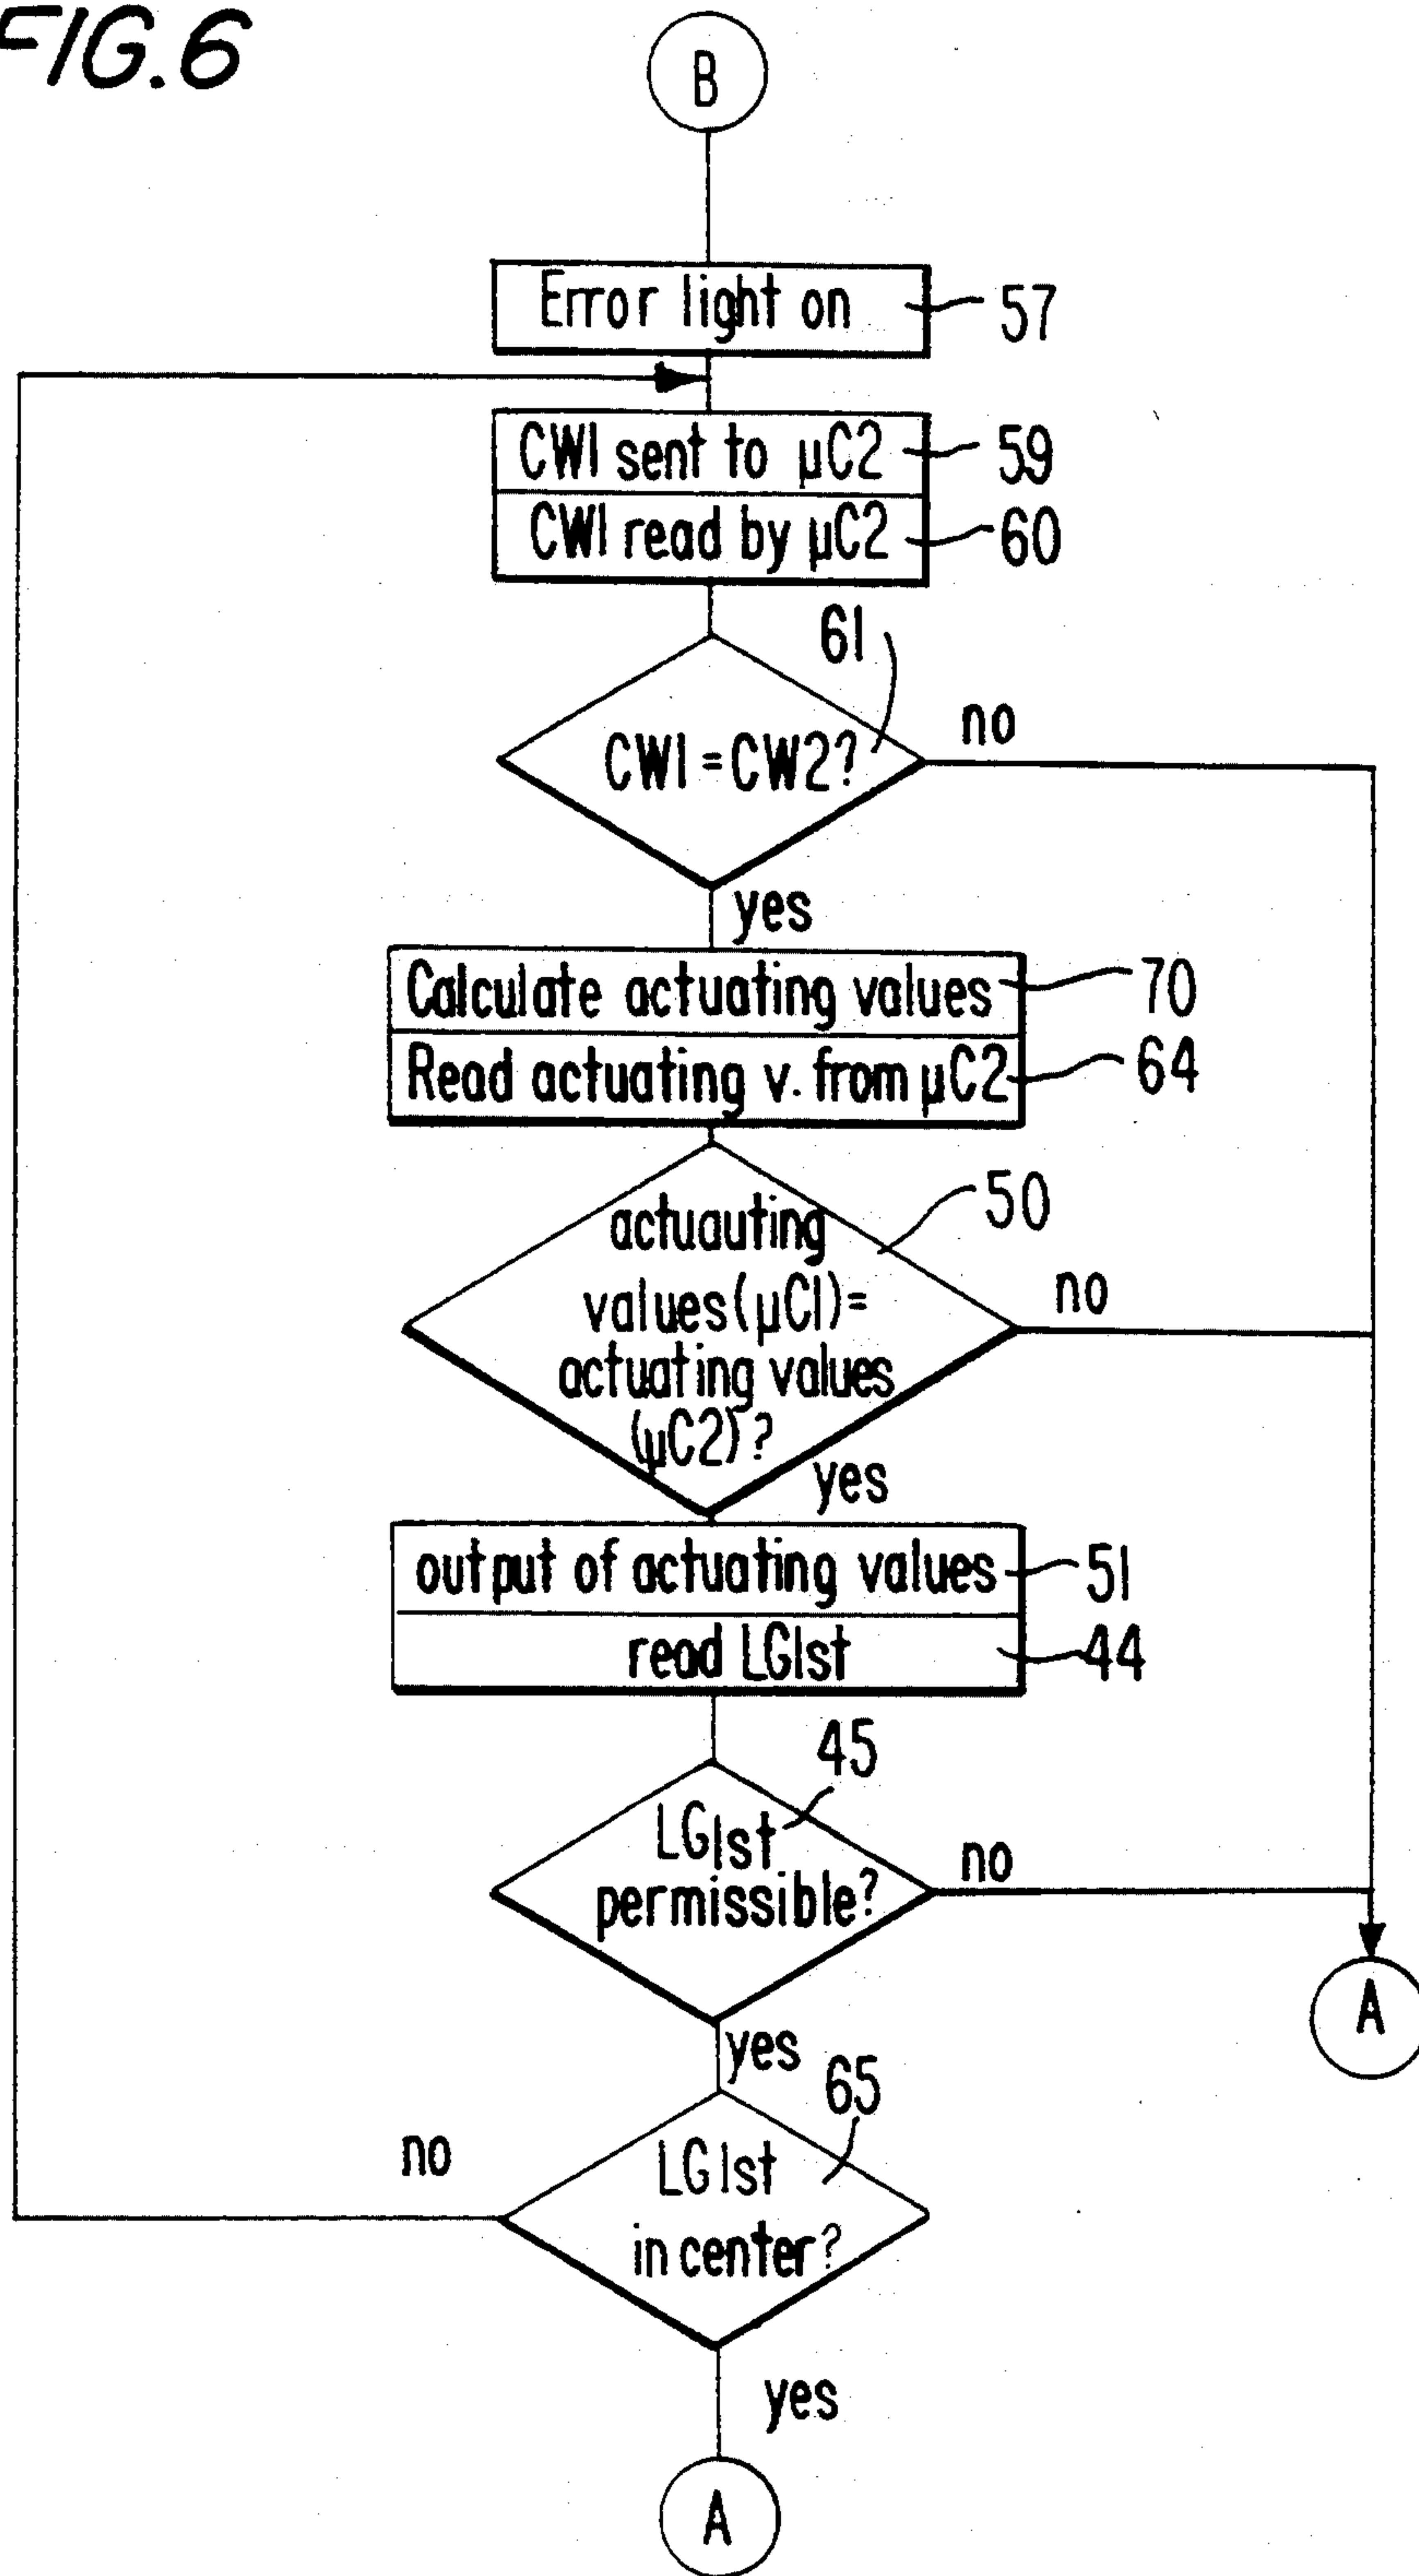 FIG.6
B
Error light on
57
CW1 sent to µC2
59
CW1 read by µC2
60
61
CW1 = CW2?
no
yes
Calculate actuating values
70
Read actuating v. from µC2
64
50
actuauting
values(µC1)=
actuating values
(µC2)?
no
yes
output of actuating values
51
read LGIst
44
45
LGIst
permissible?
no
A
yes
65
LGIst
in center?
no
yes
A